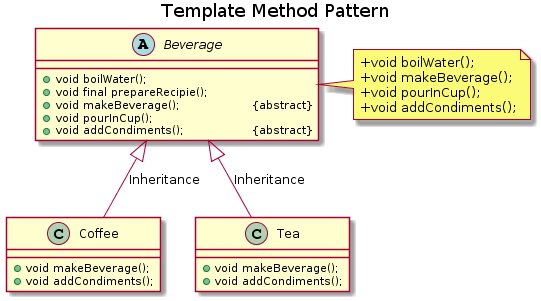 Template Method Pattern
A Beverage
void boilWater();
void final prepareRecipie();
void makeBeverage(); {abstract}
void pourInCup();
void addCondiments(); {abstract}
+void boilWater();
+void makeBeverage();
+void pourInCup();
+void addCondiments();
Inheritance
Inheritance
C Coffee
void makeBeverage();
void addCondiments();
C Tea
void makeBeverage();
void addCondiments();